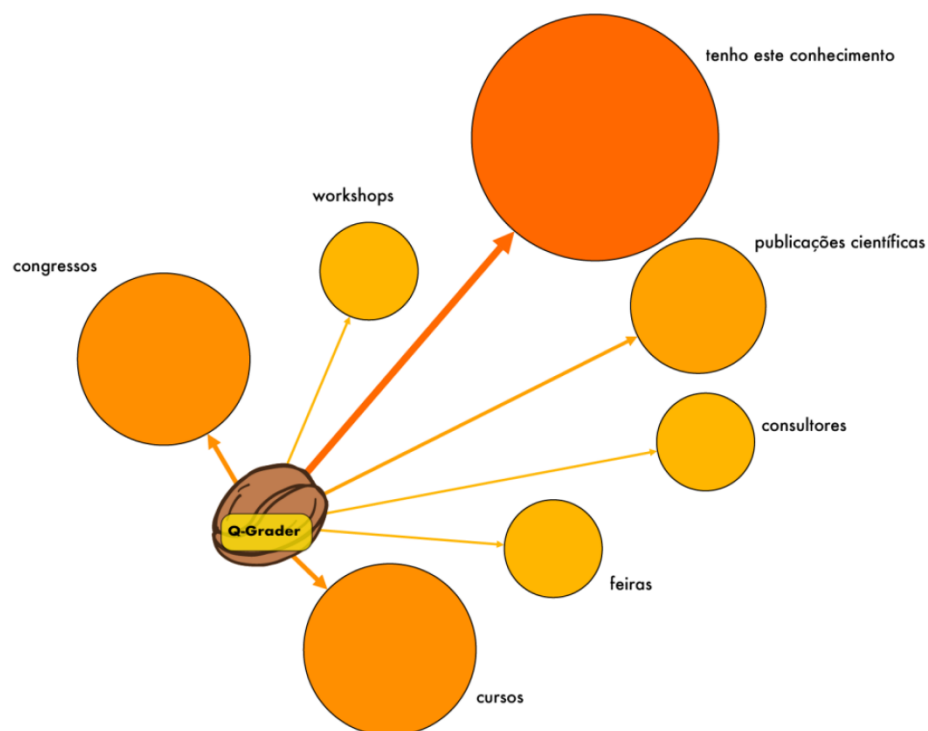 tenho este conhecimento
workshops
publicações científicas
congressos
consultores
Q-Grader
feiras
cursos